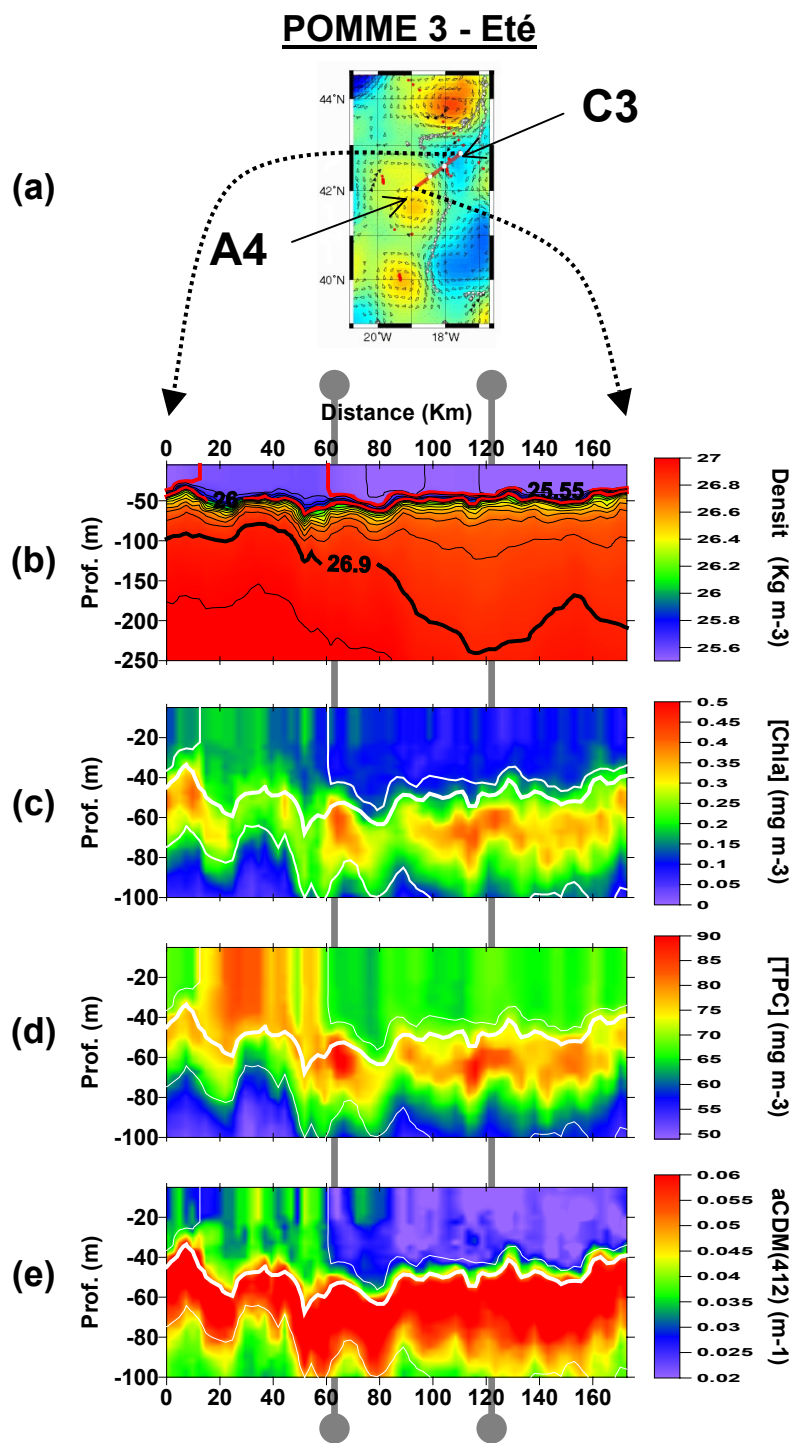 POMME 3 - Eté
(a)
44°N
42°N
40°N
20°W 18°W
C3
A4
Distance (Km)
0 20 40 60 80 100 120 140 160
(b)
Prof. (m)
-50
-100
-150
-200
-250
26
25.55
26.9
27
26.8
26.6
26.4
26.2
26
25.8
25.6
Densit (Kg m-3)
(c)
Prof. (m)
-20
-40
-60
-80
-100
0.5
0.45
0.4
0.35
0.3
0.25
0.2
0.15
0.1
0.05
0
[Chla] (mg m-3)
(d)
Prof. (m)
-20
-40
-60
-80
-100
90
85
80
75
70
65
60
55
50
[TPC] (mg m-3)
(e)
Prof. (m)
-20
-40
-60
-80
-100
0.06
0.055
0.05
0.045
0.04
0.035
0.03
0.025
0.02
aCDM(412) (m-1)
0 20 40 60 80 100 120 140 160